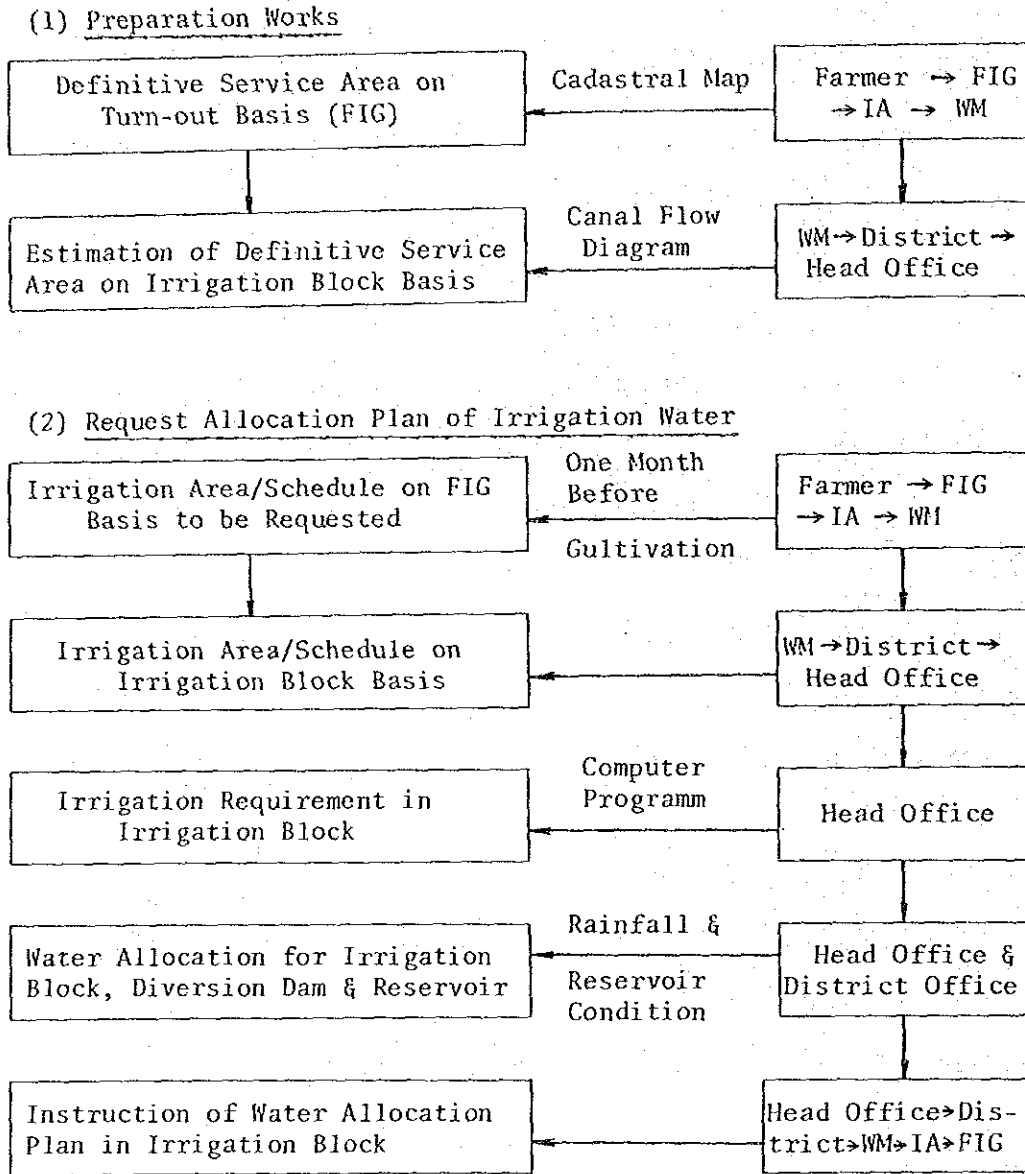 (1) Preparation Works
Definitive Service Area on
Turn-out Basis (FIG)
Cadastral Map
Farmer → FIG
→ IA → WM
Estimation of Definitive Service
Area on Irrigation Block Basis
Canal Flow
Diagram
WM→District→
Head Office
(2) Request Allocation Plan of Irrigation Water
Irrigation Area/Schedule on FIG
Basis to be Requested
One Month
Before
Gultivation
Farmer → FIG
→ IA → WM
Irrigation Area/Schedule on
Irrigation Block Basis
WM→District→
Head Office
Irrigation Requirement in
Irrigation Block
Computer
Programm
Head Office
Water Allocation for Irrigation
Block, Diversion Dam & Reservoir
Rainfall &
Reservoir
Condition
Head Office &
District Office
Instruction of Water Allocation
Plan in Irrigation Block
Head Office→Dis-
trict→WM→IA→FIG